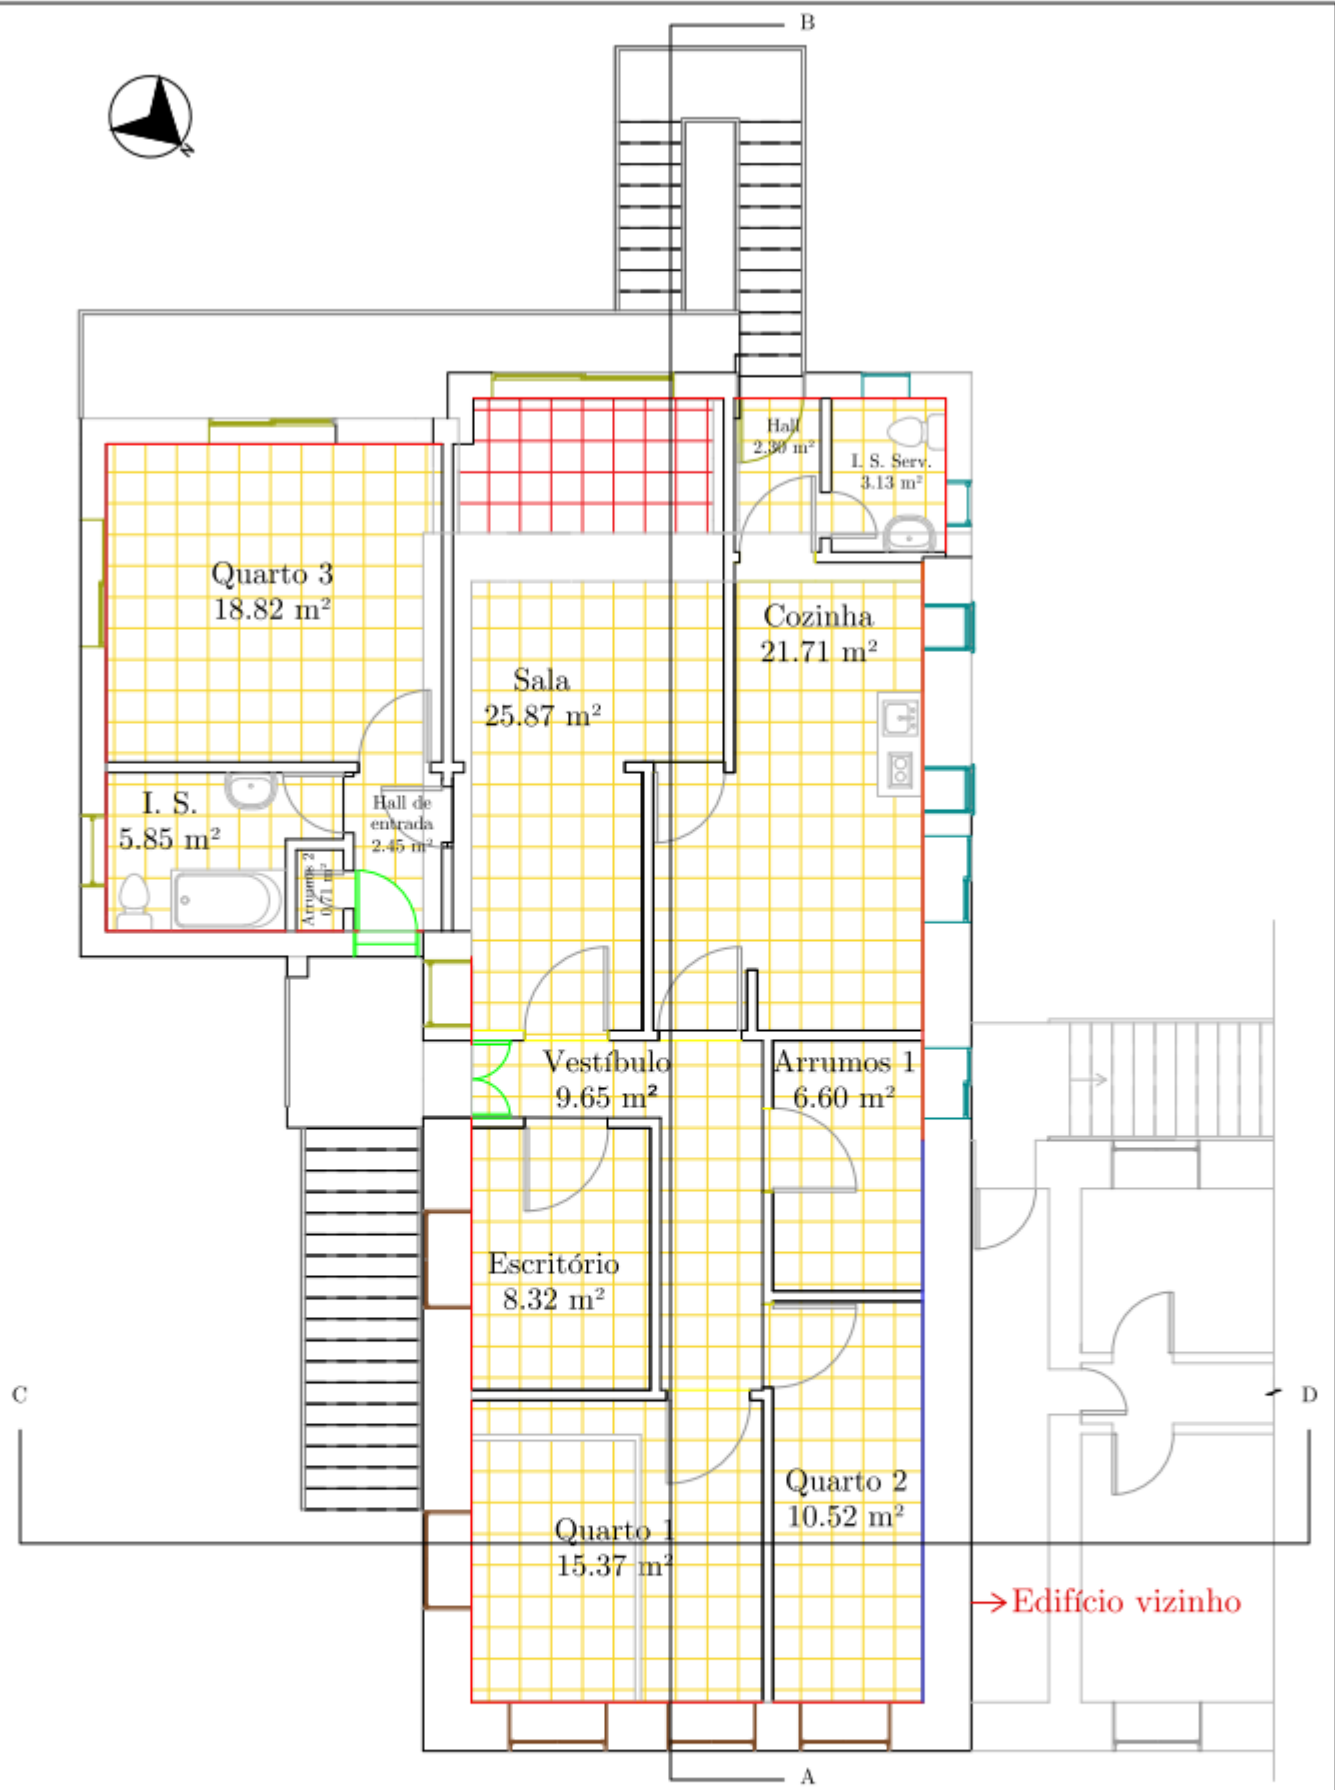 B
N
Hall
2.30 m²
I. S. Serv.
3.13 m²
Quarto 3
18.82 m²
Cozinha
21.71 m²
Sala
25.87 m²
I. S.
5.85 m²
Hall de
entrada
2.45 m²
Arrumos 2
0.71 m²
Vestíbulo
9.65 m²
Arrumos 1
6.60 m²
Escritório
8.32 m²
C
D
Quarto 2
10.52 m²
Quarto 1
15.37 m²
Edifício vizinho
A